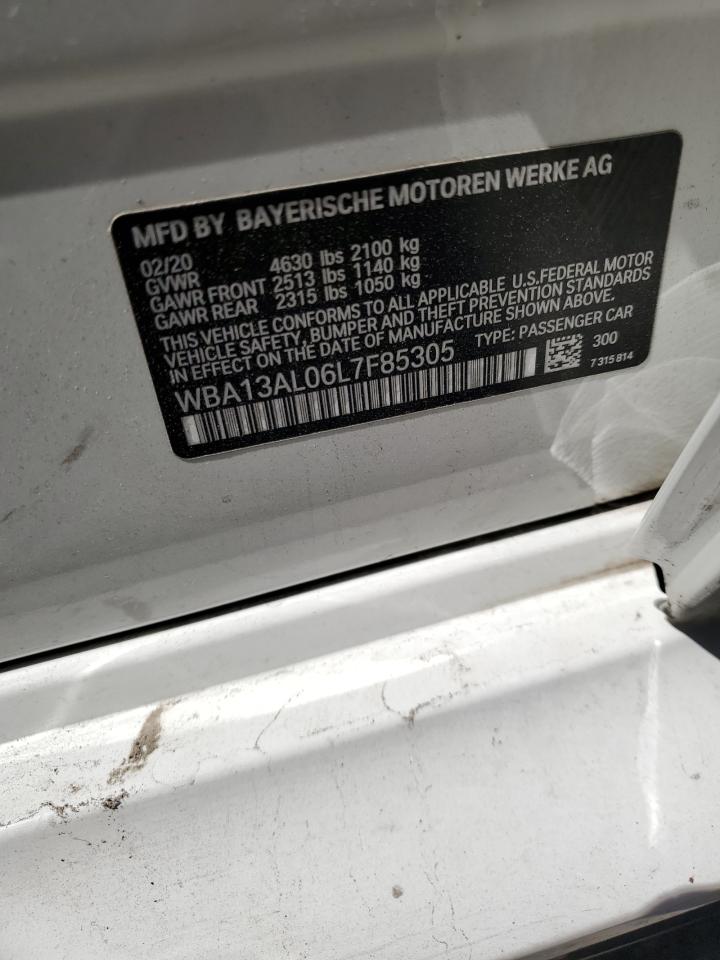 MFD BY BAYERISCHE MOTOREN WERKE AG
02/20
GVWR 4630 lbs 2100 kg
GAWR FRONT 2513 lbs 1140 kg
GAWR REAR 2315 lbs 1050 kg
THIS VEHICLE CONFORMS TO ALL APPLICABLE U.S.FEDERAL MOTOR
VEHICLE SAFETY, BUMPER AND THEFT PREVENTION STANDARDS
IN EFFECT ON THE DATE OF MANUFACTURE SHOWN ABOVE.
WBA13AL06L7F85305 TYPE: PASSENGER CAR
300
7 315 814